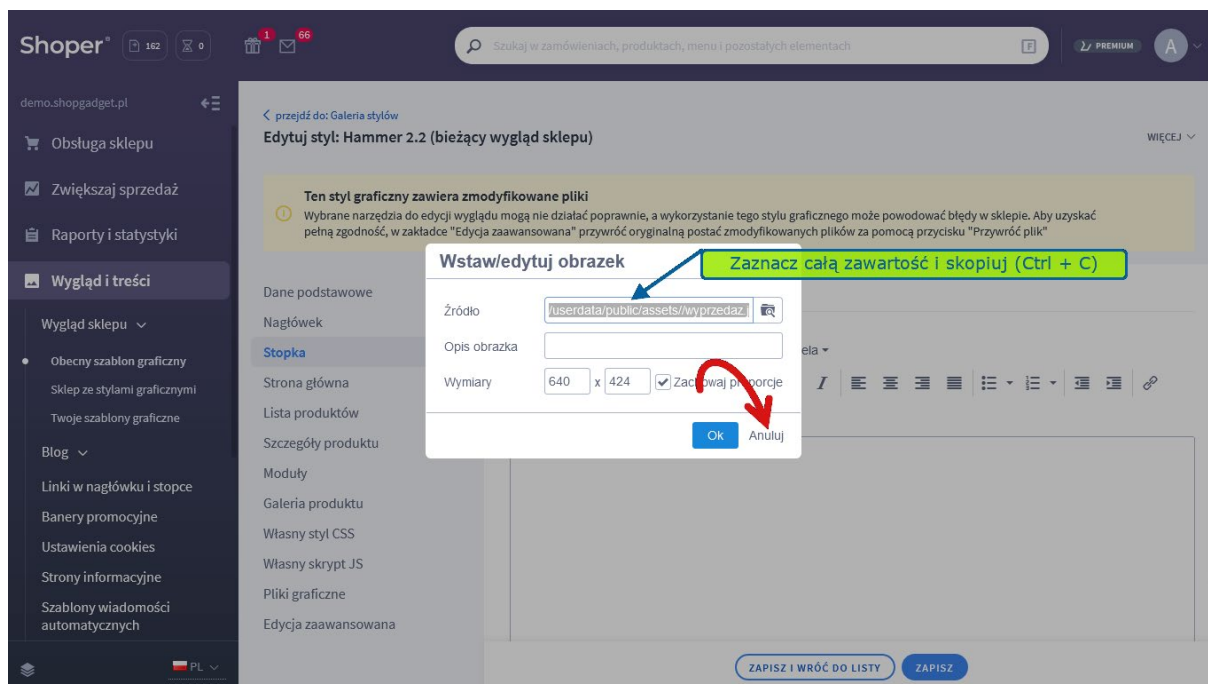 Shoper°
162
0
1
66
Szukaj w zamówieniach, produktach, menu i pozostałych elementach
F
PREMIUM
A
demo.shopgadget.pl
Obsługa sklepu
Zwiększaj sprzedaż
Raporty i statystyki
Wygląd i treści
Wygląd sklepu
Obecny szablon graficzny
Sklep ze stylami graficznymi
Twoje szablony graficzne
Blog
Linki w nagłówku i stopce
Banery promocyjne
Ustawienia cookies
Strony informacyjne
Szablony wiadomości
automatycznych
PL
przejdź do: Galeria stylów
Edytuj styl: Hammer 2.2 (bieżący wygląd sklepu)
WIĘCEJ
Ten styl graficzny zawiera zmodyfikowane pliki
Wybrane narzędzia do edycji wyglądu mogą nie działać poprawnie, a wykorzystanie tego stylu graficznego może powodować błędy w sklepie. Aby uzyskać
pełną zgodność, w zakładce "Edycja zaawansowana" przywróć oryginalną postać zmodyfikowanych plików za pomocą przycisku "Przywróć plik"
Dane podstawowe
Nagłówek
Stopka
Strona główna
Lista produktów
Szczegóły produktu
Moduły
Galeria produktu
Własny styl CSS
Własny skrypt JS
Pliki graficzne
Edycja zaawansowana
Wstaw/edytuj obrazek
Zaznacz całą zawartość i skopiuj (Ctrl + C)
Źródło
/userdata/public/assets//wyprzedaz.
Opis obrazka
Wymiary
640 x 424
Zachowaj proporcje
Ok
Anuluj
ela
I
ZAPISZ I WRÓĆ DO LISTY
ZAPISZ